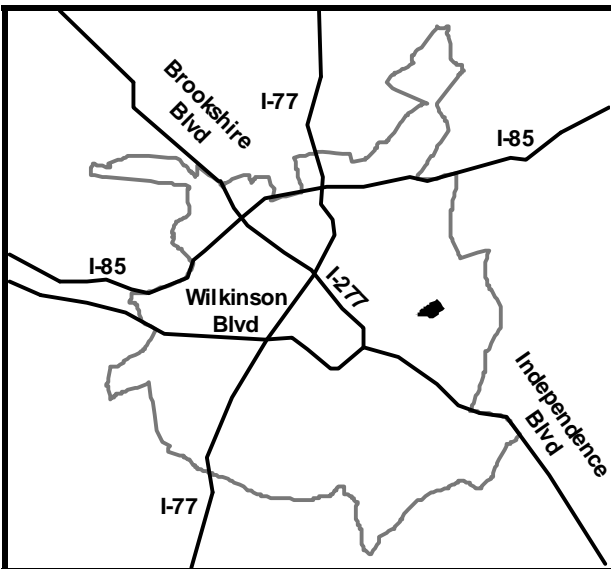 Brookshire
Blvd
I-77
I-85
I-85
Wilkinson
Blvd
I-277
Independence
Blvd
I-77